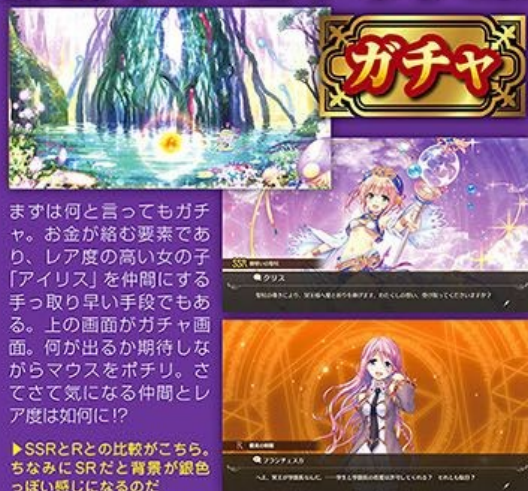 ガチャ
まずは何と言ってもガチ
ャ。お金が絡む要素であ
り、レア度の高い女の子
「アイリス」を仲間にする
手っ取り早い手段でもあ
る。上の画面がガチャ画
面。何が出るか期待しな
がらマウスをポチリ。さ
てさて気になる仲間とレ
ア度は如何に!?
▶SSRとRとの比較がこちら。
ちなみにSRだと背景が銀色
っぽい感じになるのだ
SSR
クリス
R
フランチェスカ